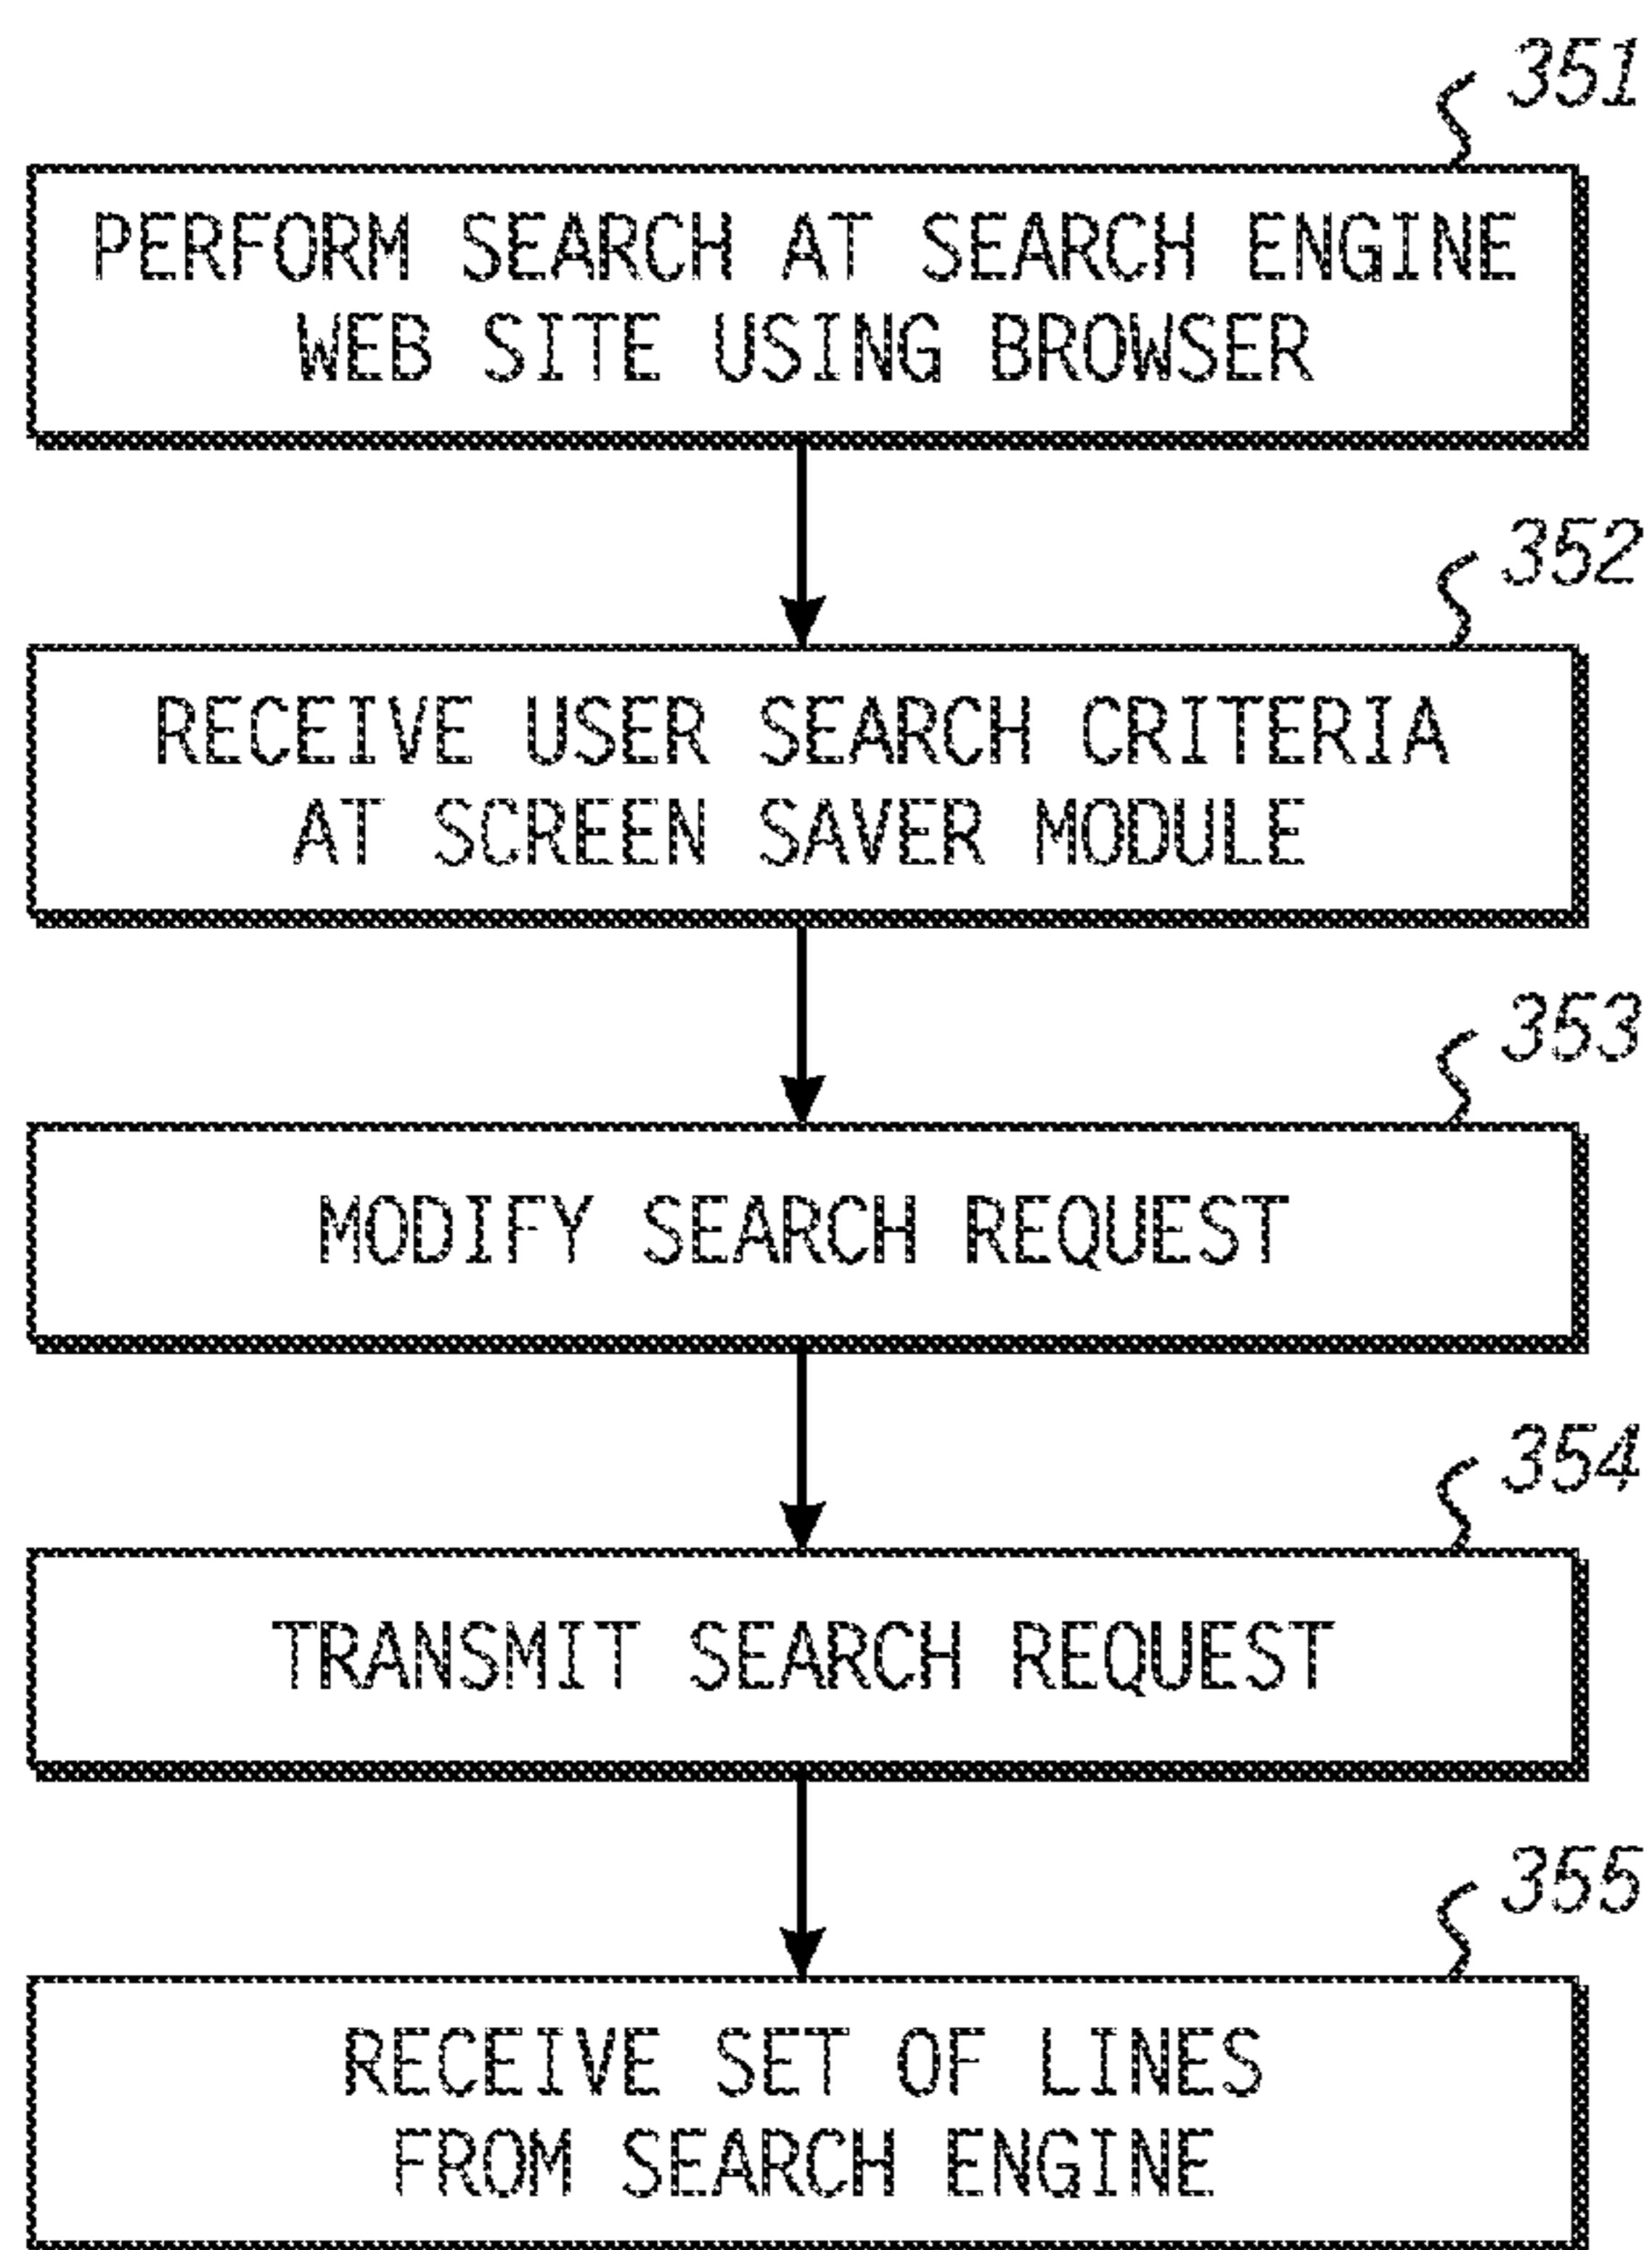 351
PERFORM SEARCH AT SEARCH ENGINE
WEB SITE USING BROWSER
352
RECEIVE USER SEARCH CRITERIA
AT SCREEN SAVER MODULE
353
MODIFY SEARCH REQUEST
354
TRANSMIT SEARCH REQUEST
355
RECEIVE SET OF LINES
FROM SEARCH ENGINE